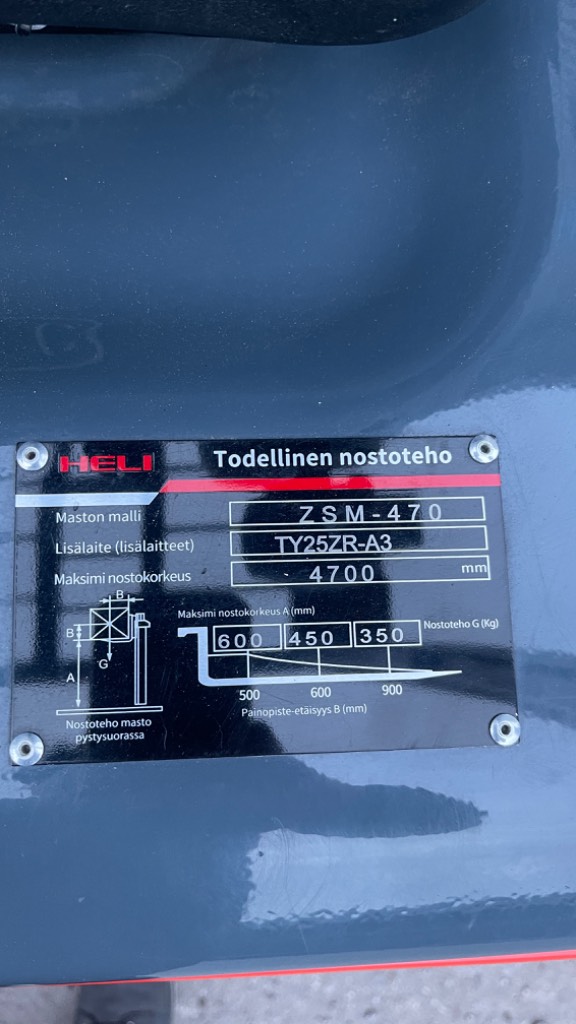 HELI
Todellinen nostoteho
Maston malli ZSM-470
Lisälaite (lisälaitteet) TY25ZR-A3
Maksimi nostokorkeus 4700 mm
B
B
G
A
Nostoteho masto
pystysuorassa
Maksimi nostokorkeus A (mm)
600 450 350 Nostoteho G (Kg)
500 600 900
Painopiste-etäisyys B (mm)